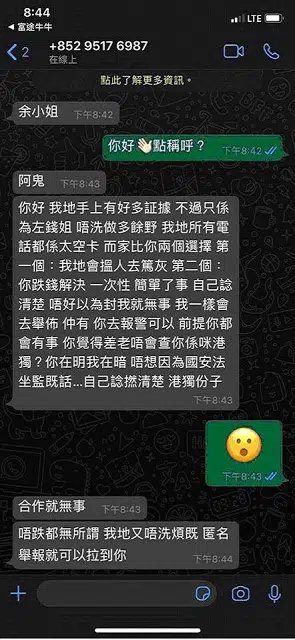 8:44
LTE
◀ 富途牛牛
2
+852 9517 6987
在線上
點此了解更多資訊。
余小姐
下午8:42
你好👋🏻點稱呼？
下午8:42
阿鬼
下午8:43
你好 我地手上有好多証據 不過只係
為左錢姐 唔洗做多餘野 我地所有電
話都係太空卡 而家比你兩個選擇 第
一個：我地會搵人去篤灰 第二個：
你跌錢解決 一次性 簡單了事 自己諗
清楚 唔好以為封我就無事 我一樣會
去舉佈 仲有 你去報警可以 前提你都
會有事 你覺得差老唔會查你係咪港
獨？你在明我在暗 唔想因為國安法
坐監既話...自己諗撚清楚 港獨份子
下午8:43
😮
下午8:43
合作就無事
下午8:43
唔跌都無所謂 我地又唔洗煩既 匿名
舉報就可以拉到你
下午8:44